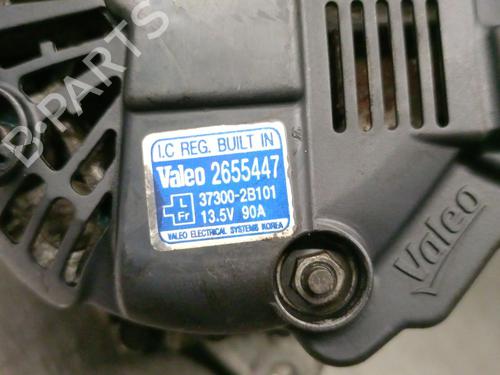 B-PARTS
I.C REG. BUILT IN
Valeo 2655447
37300-2B101
Fr 13.5V 90A
VALEO ELECTRICAL SYSTEMS KOREA
Valeo